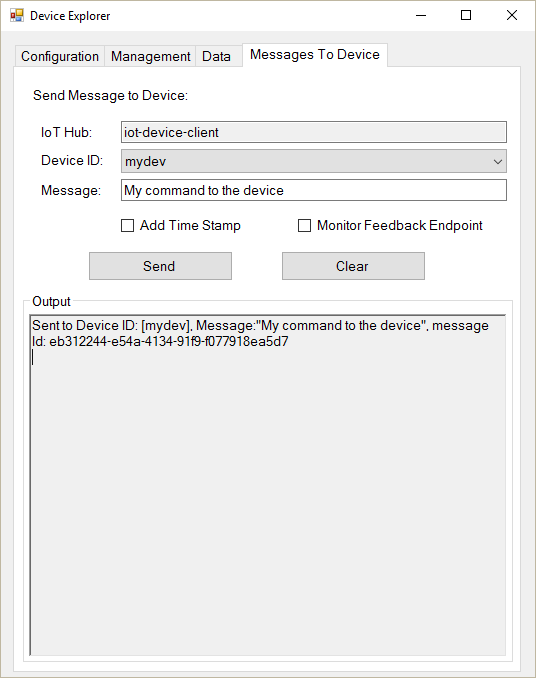 Device Explorer
Configuration Management Data Messages To Device
Send Message to Device:
IoT Hub: iot-device-client
Device ID: mydev
Message: My command to the device
Add Time Stamp Monitor Feedback Endpoint
Send Clear
Output
Sent to Device ID: [mydev], Message:"My command to the device", message
Id: eb312244-e54a-4134-91f9-f077918ea5d7